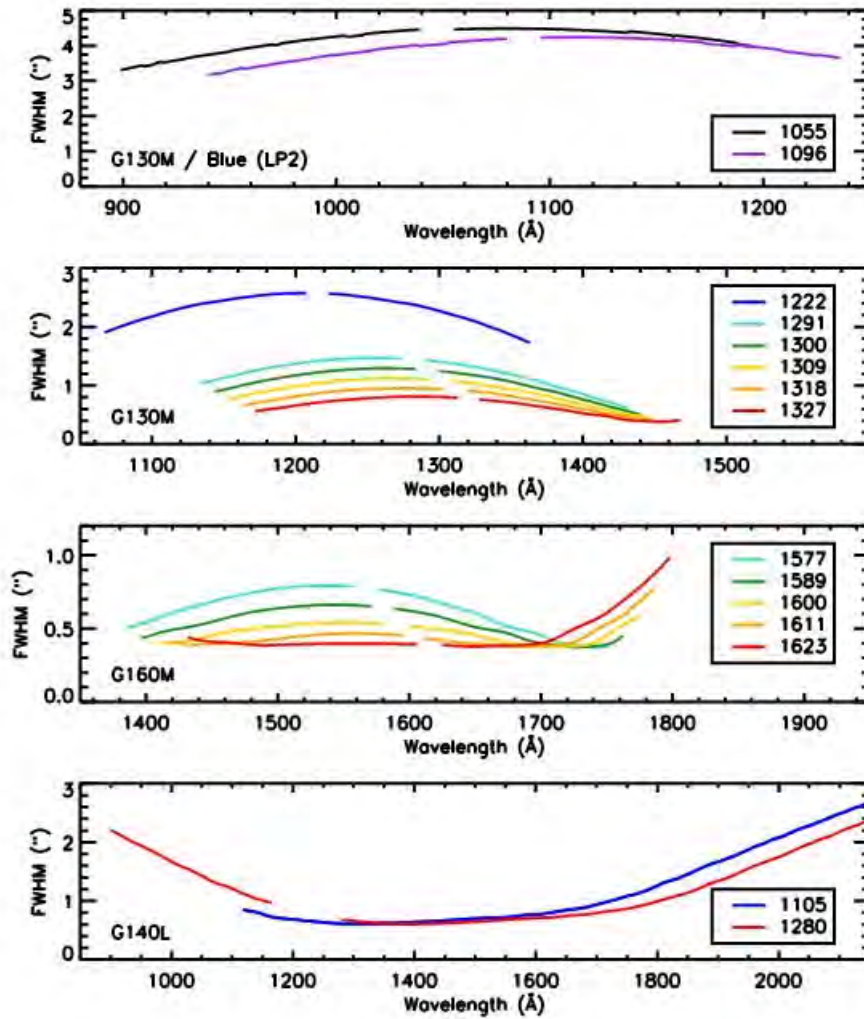 5
4
3
2
1
0
FWHM (")
G130M / Blue (LP2)
1055
1096
900 1000 1100 1200
Wavelength (Å)
3
2
1
0
FWHM (")
G130M
1222
1291
1300
1309
1318
1327
1100 1200 1300 1400 1500
Wavelength (Å)
1.0
0.5
0.0
FWHM (")
G160M
1577
1589
1600
1611
1623
1400 1500 1600 1700 1800 1900
Wavelength (Å)
3
2
1
0
FWHM (")
G140L
1105
1280
1000 1200 1400 1600 1800 2000
Wavelength (Å)